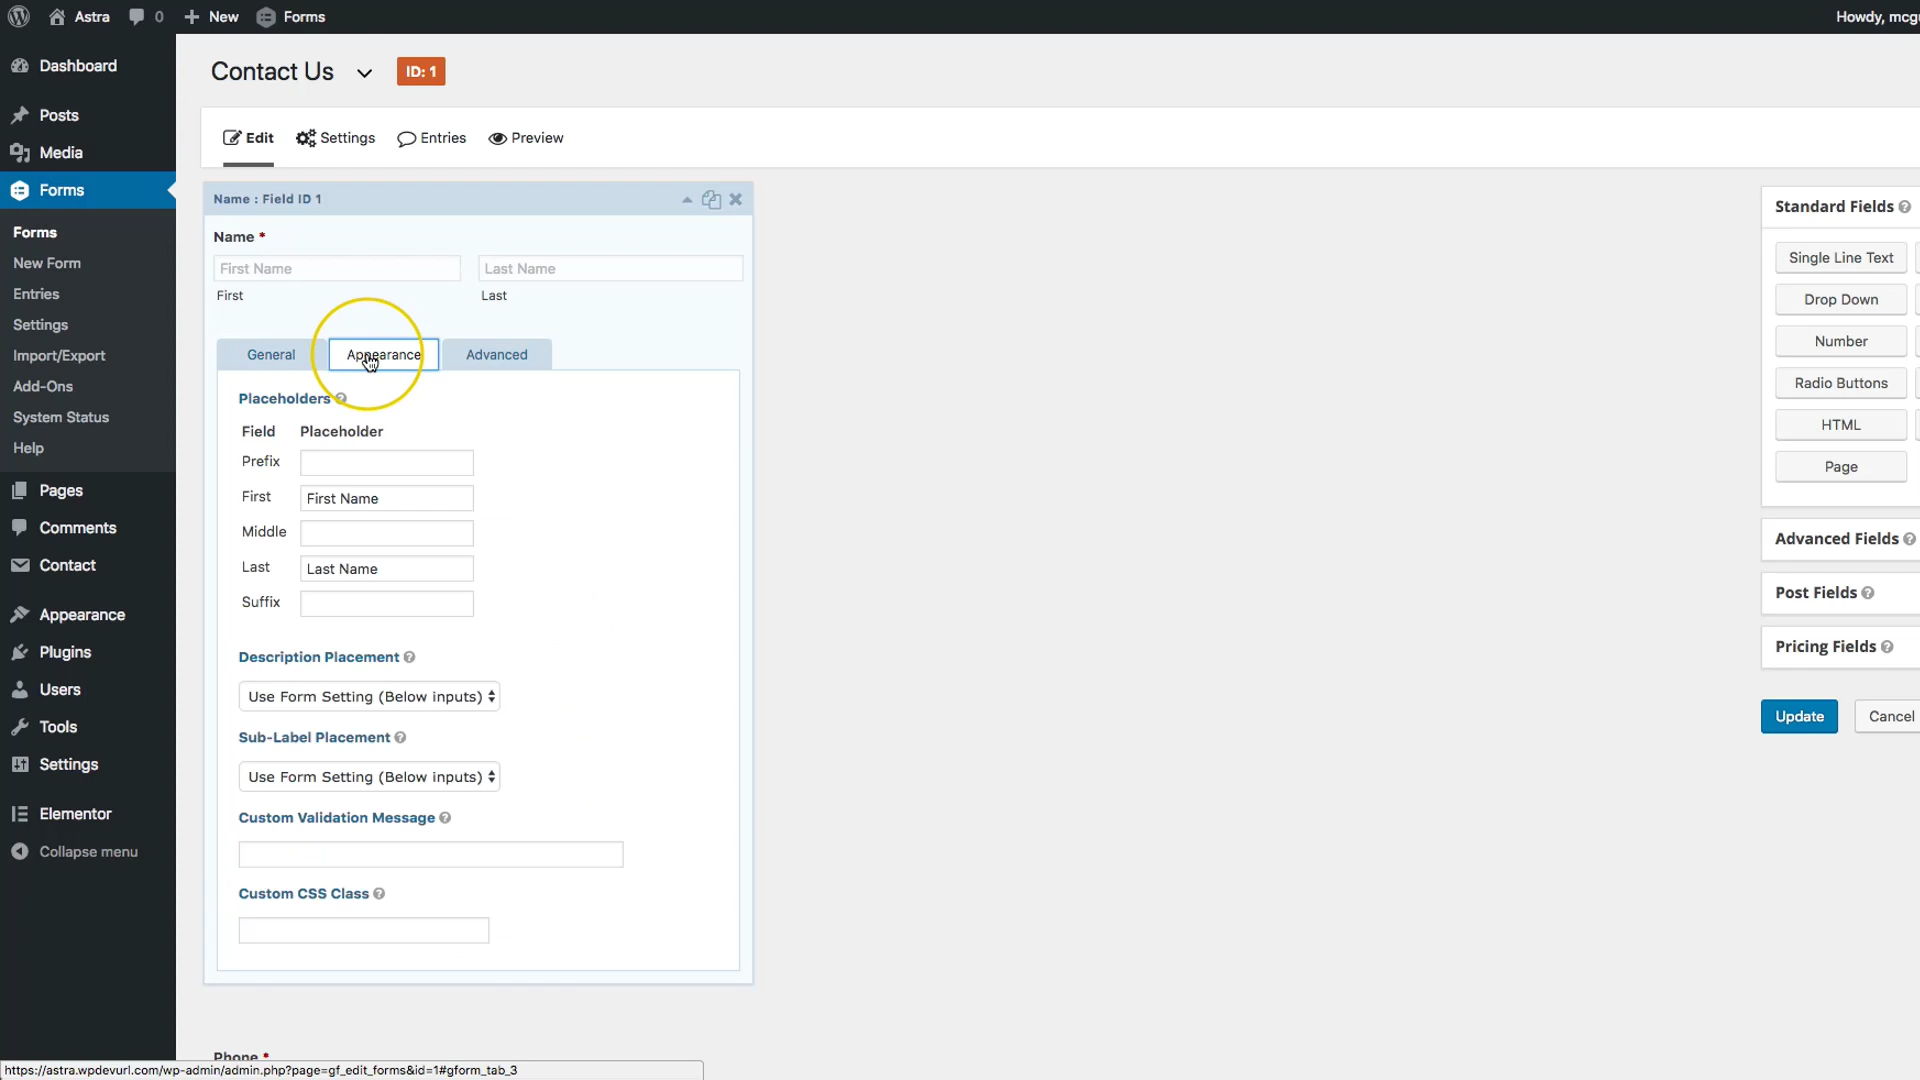 Astra 0 New Forms Howdy, mcg
Dashboard
Posts
Media
Forms
Forms
New Form
Entries
Settings
Import/Export
Add-Ons
System Status
Help
Pages
Comments
Contact
Appearance
Plugins
Users
Tools
Settings
Elementor
Collapse menu
Contact Us ID: 1
Edit Settings Entries Preview
Name : Field ID 1
Name *
First Name Last Name
First Last
General Appearance Advanced
Placeholders
Field Placeholder
Prefix
First First Name
Middle
Last Last Name
Suffix
Description Placement
Use Form Setting (Below inputs)
Sub-Label Placement
Use Form Setting (Below inputs)
Custom Validation Message
Custom CSS Class
Phone *
Standard Fields
Single Line Text
Drop Down
Number
Radio Buttons
HTML
Page
Advanced Fields
Post Fields
Pricing Fields
Update Cancel
https://astra.wpdevurl.com/wp-admin/admin.php?page=gf_edit_forms&id=1#gform_tab_3